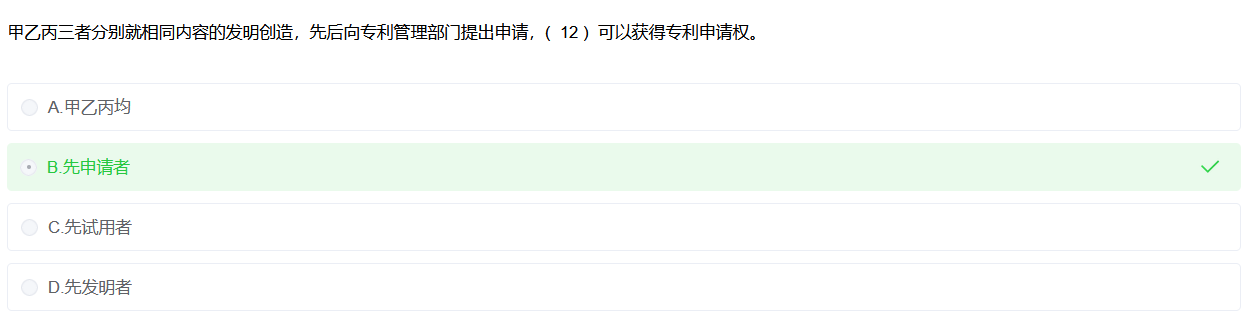 甲乙丙三者分别就相同内容的发明创造，先后向专利管理部门提出申请，（ 12 ）可以获得专利申请权。
A.甲乙丙均
B.先申请者
C.先试用者
D.先发明者